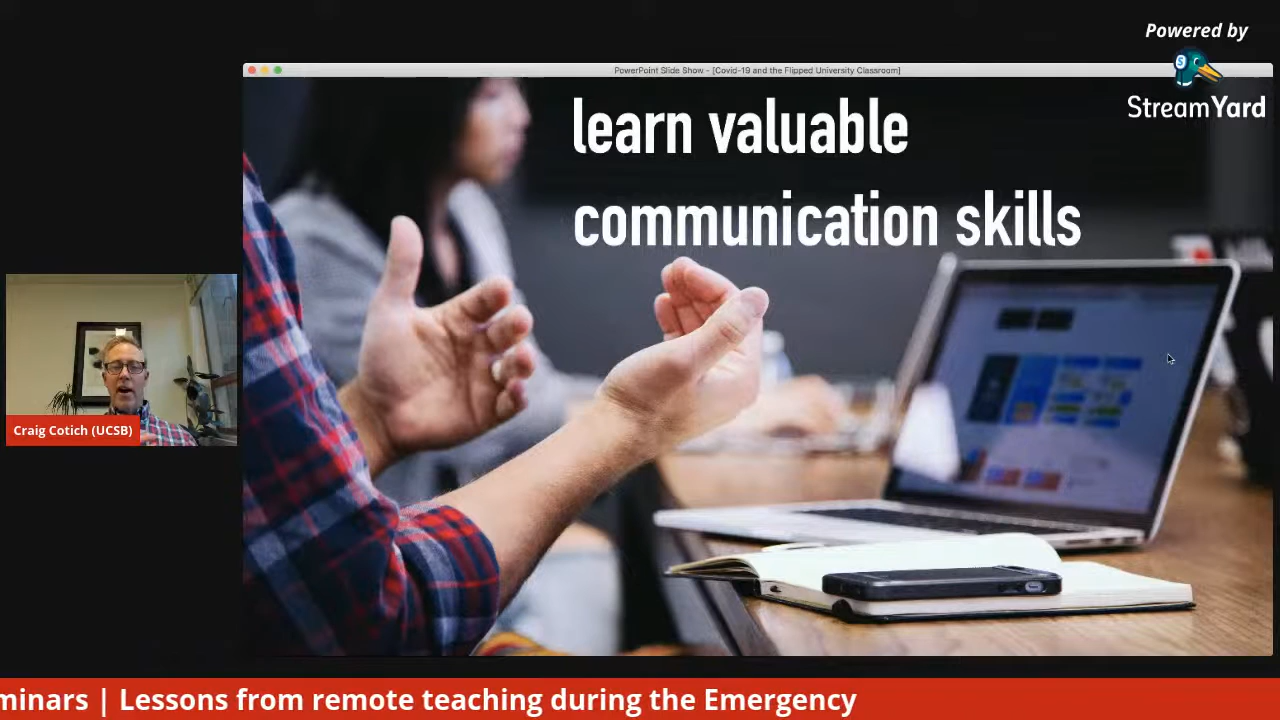 Powered by
StreamYard
PowerPoint Slide Show - [Covid-19 and the Flipped University Classroom]
learn valuable
communication skills
Craig Cotich (UCSB)
minars | Lessons from remote teaching during the Emergency